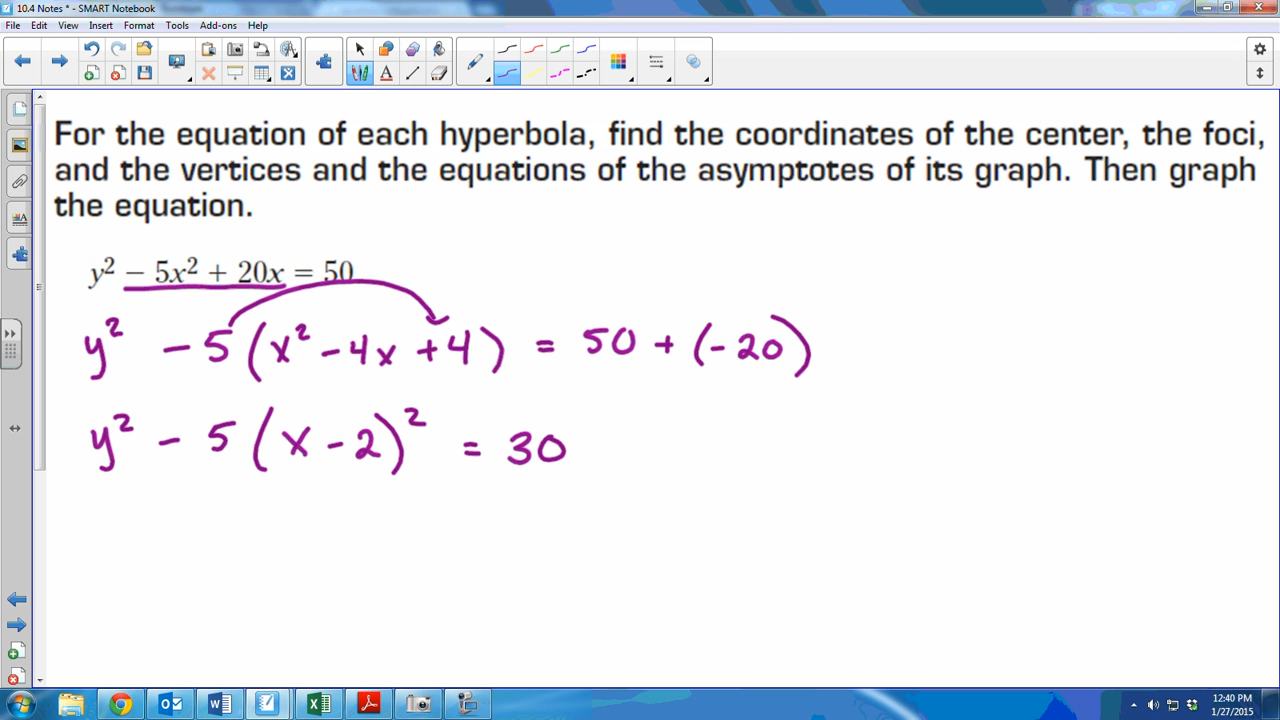 10.4 Notes * - SMART Notebook
File Edit View Insert Format Tools Add-ons Help
For the equation of each hyperbola, find the coordinates of the center, the foci,
and the vertices and the equations of the asymptotes of its graph. Then graph
the equation.
y² − 5x² + 20x = 50
y² − 5(x² − 4x + 4) = 50 + (−20)
y² − 5(x − 2)² = 30
12:40 PM
1/27/2015